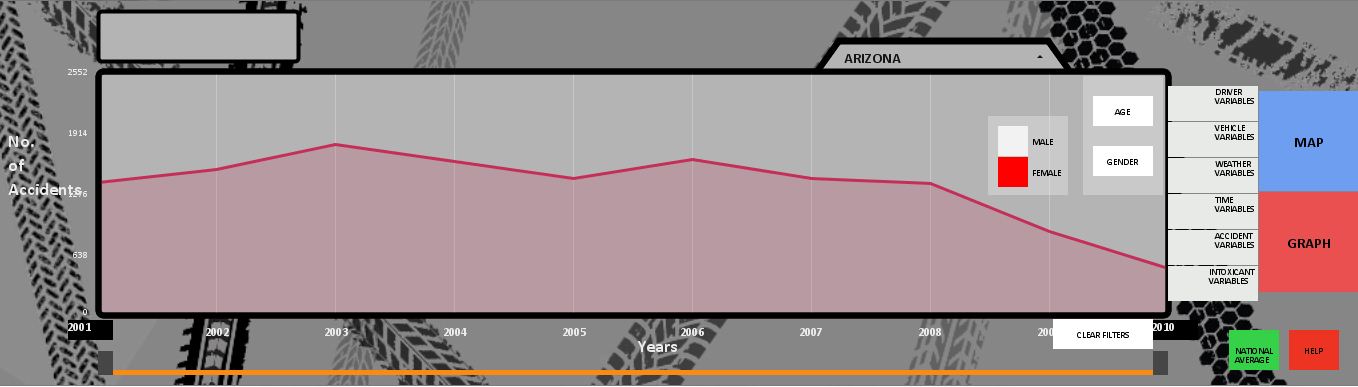 ARIZONA
2552
1914
1276
638
0
No.
of
Accidents
AGE
GENDER
MALE
FEMALE
DRIVER
VARIABLES
VEHICLE
VARIABLES
WEATHER
VARIABLES
TIME
VARIABLES
ACCIDENT
VARIABLES
INTOXICANT
VARIABLES
MAP
GRAPH
2001 2002 2003 2004 2005 2006 2007 2008 2010
Years
CLEAR FILTERS
NATIONAL
AVERAGE
HELP